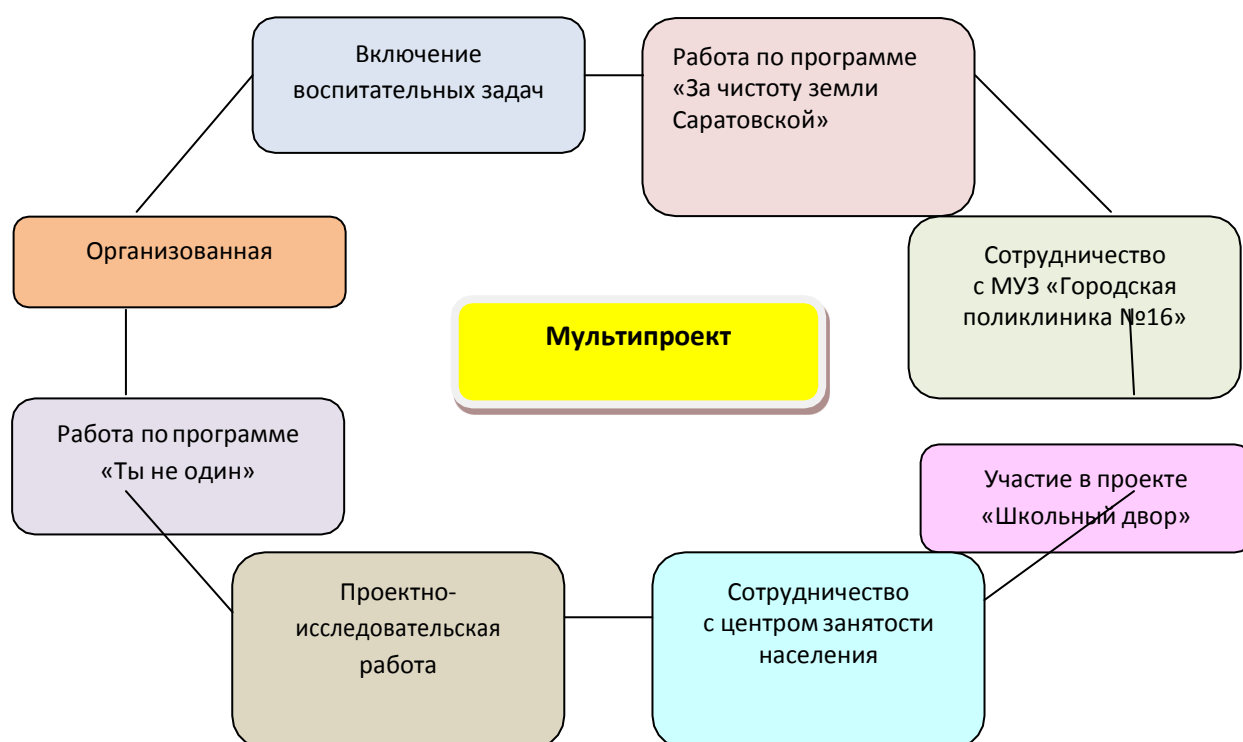 Включение
воспитательных задач
Работа по программе
«За чистоту земли
Саратовской»
Организованная
Сотрудничество
с МУЗ «Городская
поликлиника №16»
Мультипроект
Работа по программе
«Ты не один»
Участие в проекте
«Школьный двор»
Проектно-
исследовательская
работа
Сотрудничество
с центром занятости
населения